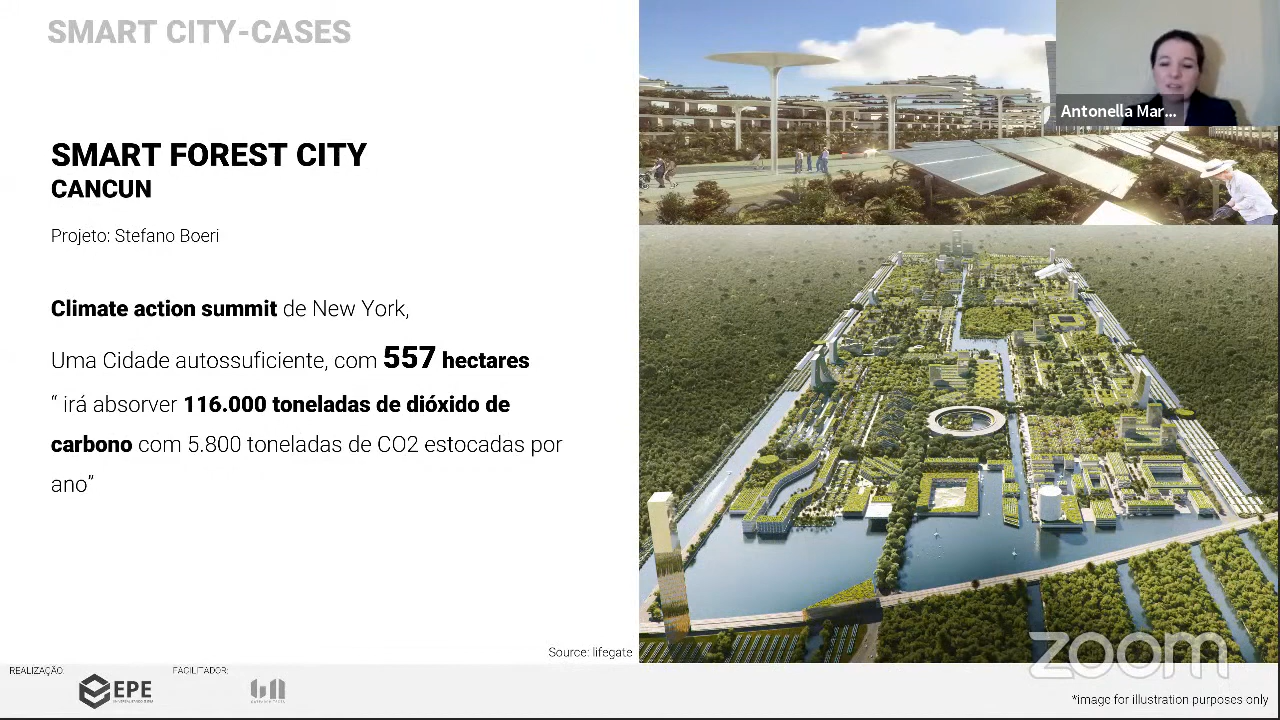 SMART CITY-CASES
SMART FOREST CITY
CANCUN
Projeto: Stefano Boeri
Climate action summit de New York,
Uma Cidade autossuficiente, com 557 hectares
“ irá absorver 116.000 toneladas de dióxido de
carbono com 5.800 toneladas de CO2 estocadas por
ano”
Antonella Mar...
Source: lifegate
REALIZAÇÃO
EPE
FACILITADOR:
zoom
*image for illustration purposes only